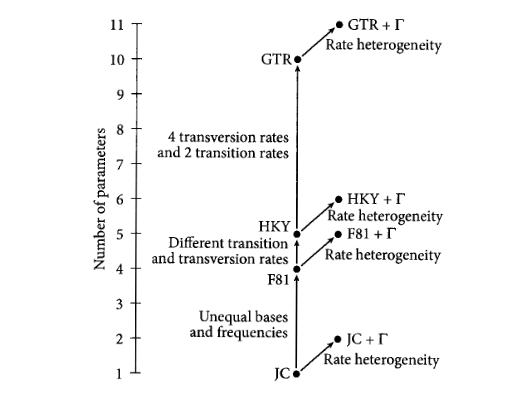 11
GTR + Γ
Rate heterogeneity
10
GTR
9
8
4 transversion rates
and 2 transition rates
7
6
HKY + Γ
Rate heterogeneity
HKY
5
F81 + Γ
Different transition
and transversion rates
Rate heterogeneity
4
F81
3
Unequal bases
and frequencies
2
JC + Γ
Rate heterogeneity
1
JC
Number of parameters